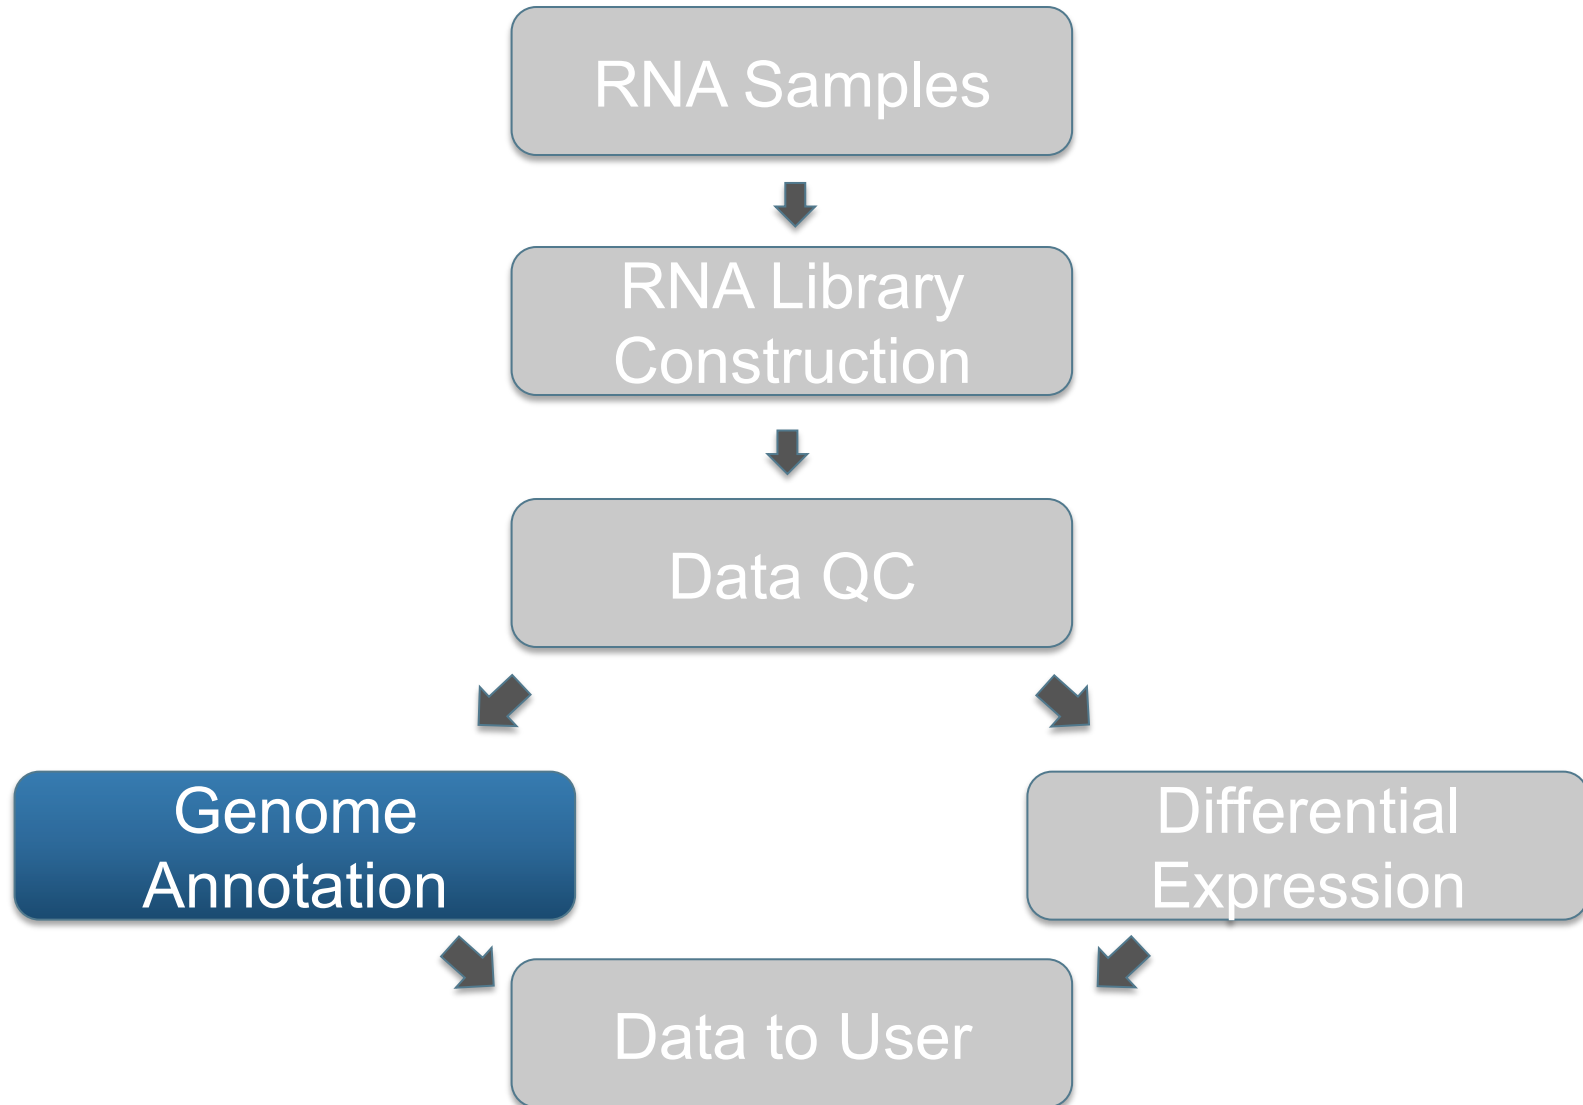 RNA Samples
RNA Library
Construction
Data QC
Genome
Annotation
Differential
Expression
Data to User